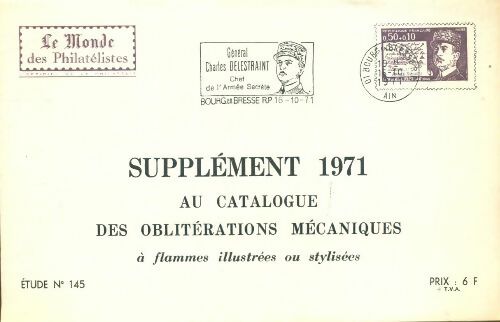 Le Monde
des Philatélistes
Général
Charles DELESTRAINT
Chef
de l'Armée Secrète
BOURG EN BRESSE R.P 16-10-71
0,50+0,10
AIN
SUPPLÉMENT 1971
AU CATALOGUE
DES OBLITÉRATIONS MÉCANIQUES
à flammes illustrées ou stylisées
ÉTUDE N° 145
PRIX : 6 F
+ T.V.A.